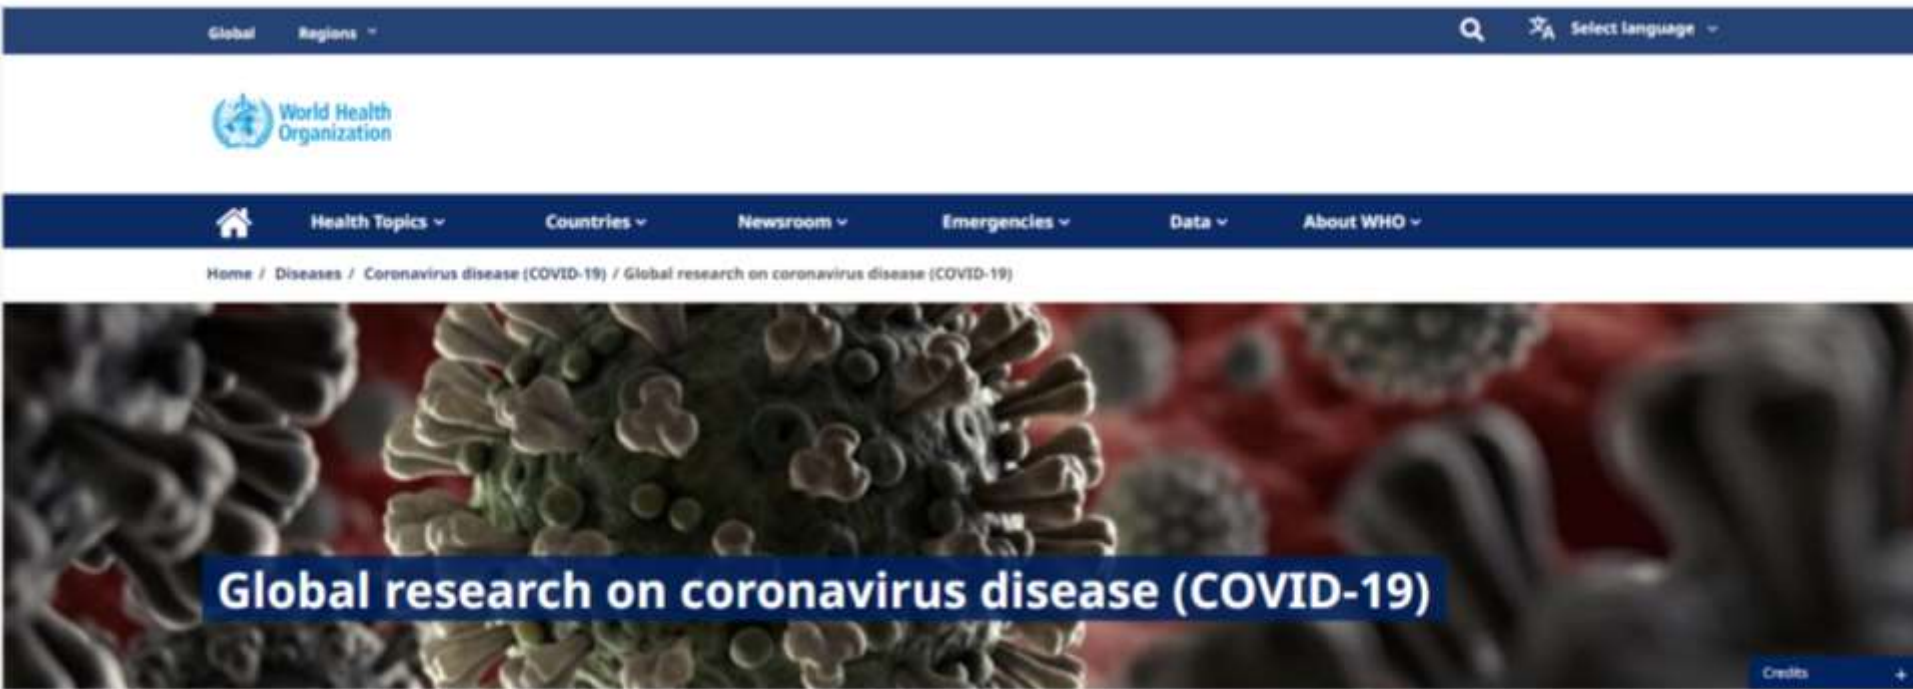 Global Regions Select language
World Health
Organization
Health Topics Countries Newsroom Emergencies Data About WHO
Home / Diseases / Coronavirus disease (COVID-19) / Global research on coronavirus disease (COVID-19)
Global research on coronavirus disease (COVID-19)
Credits +